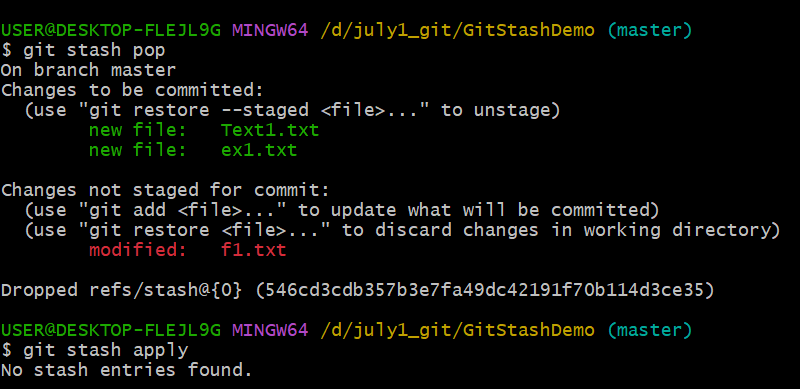 USER@DESKTOP-FLEJL9G MINGW64 /d/july1_git/GitStashDemo (master)
$ git stash pop
On branch master
Changes to be committed:
  (use "git restore --staged <file>..." to unstage)
        new file:   Text1.txt
        new file:   ex1.txt

Changes not staged for commit:
  (use "git add <file>..." to update what will be committed)
  (use "git restore <file>..." to discard changes in working directory)
        modified:   f1.txt

Dropped refs/stash@{0} (546cd3cdb357b3e7fa49dc42191f70b114d3ce35)

USER@DESKTOP-FLEJL9G MINGW64 /d/july1_git/GitStashDemo (master)
$ git stash apply
No stash entries found.